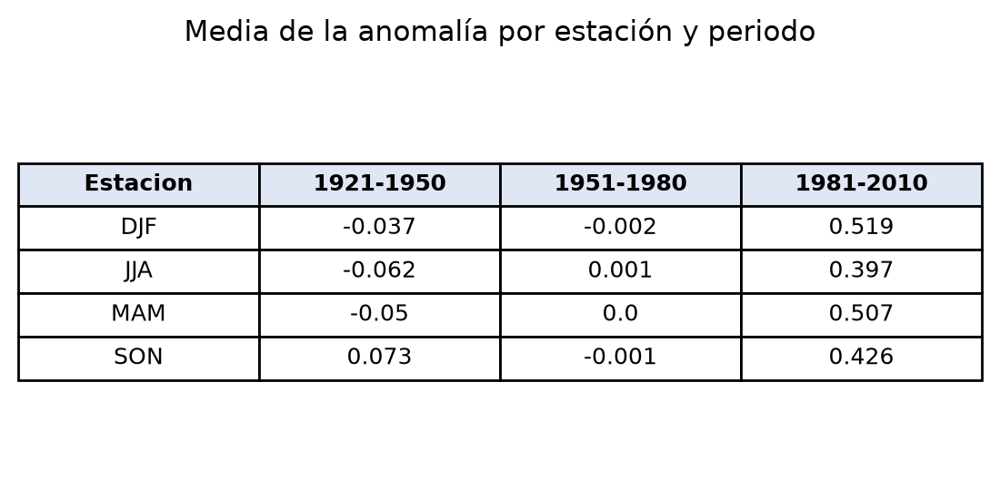 Media de la anomalía por estación y periodo
Estacion 1921-1950 1951-1980 1981-2010
DJF -0.037 -0.002 0.519
JJA -0.062 0.001 0.397
MAM -0.05 0.0 0.507
SON 0.073 -0.001 0.426